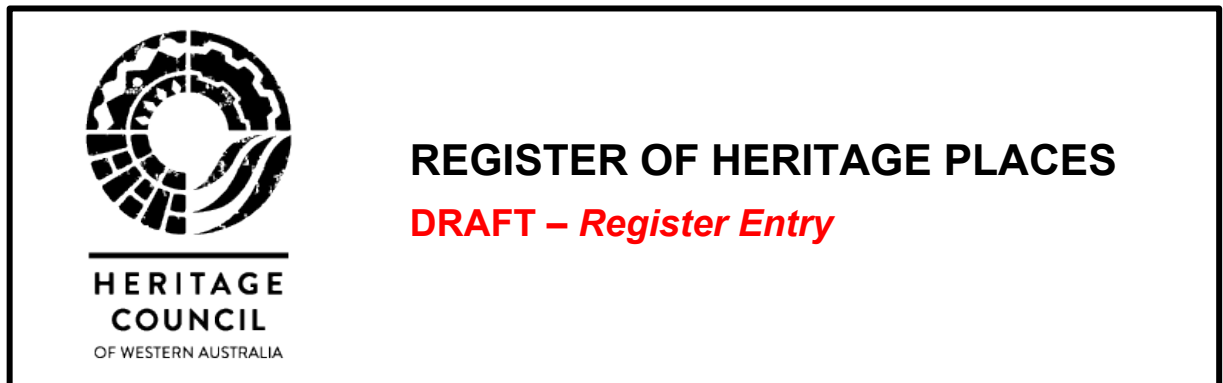 HERITAGE
COUNCIL
OF WESTERN AUSTRALIA
REGISTER OF HERITAGE PLACES
DRAFT – Register Entry